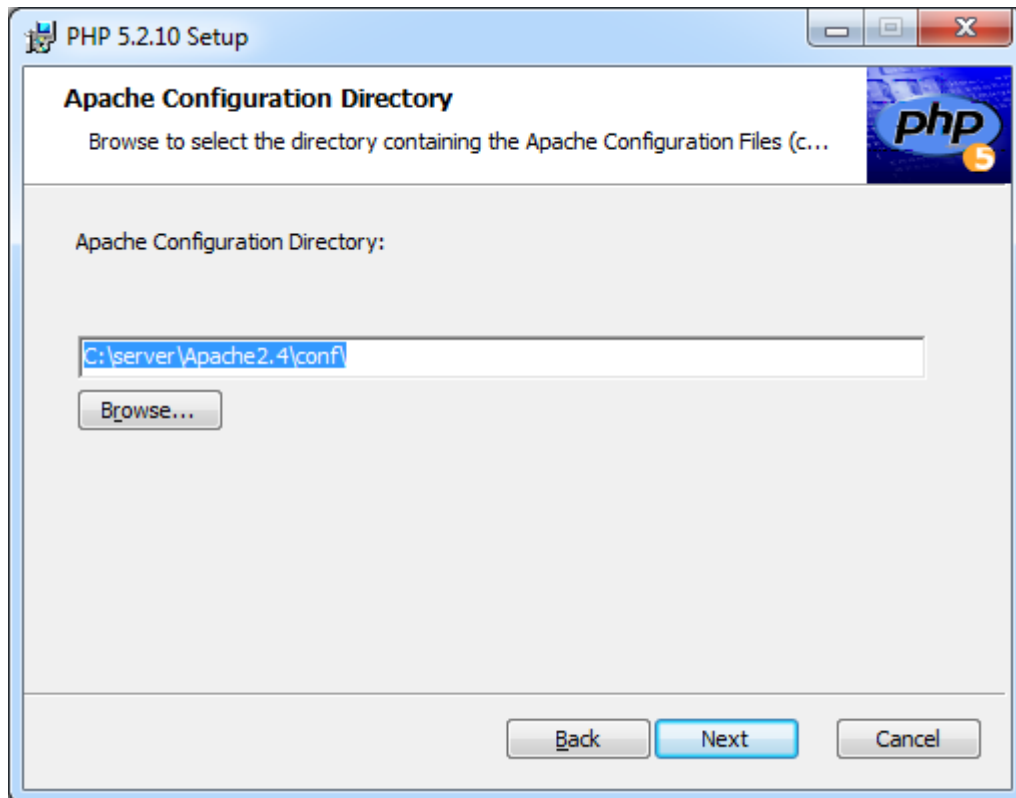 PHP 5.2.10 Setup
Apache Configuration Directory
Browse to select the directory containing the Apache Configuration Files (c...
php
5
Apache Configuration Directory:
C:\server\Apache2.4\conf\
Browse...
Back
Next
Cancel